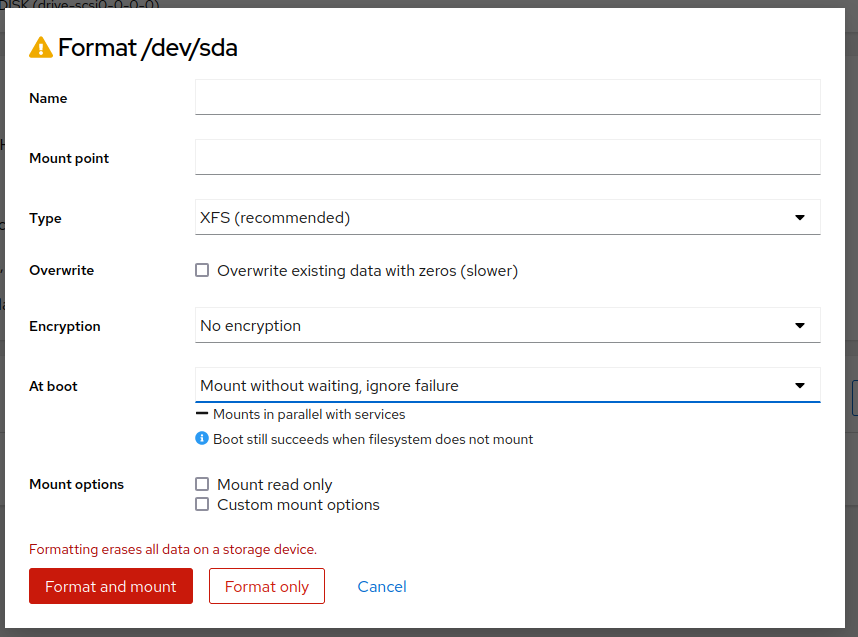 DISK (drive-scsi0-0-0-0)
Format /dev/sda
Name
Mount point
Type
XFS (recommended)
Overwrite
Overwrite existing data with zeros (slower)
Encryption
No encryption
At boot
Mount without waiting, ignore failure
Mounts in parallel with services
Boot still succeeds when filesystem does not mount
Mount options
Mount read only
Custom mount options
Formatting erases all data on a storage device.
Format and mount
Format only
Cancel